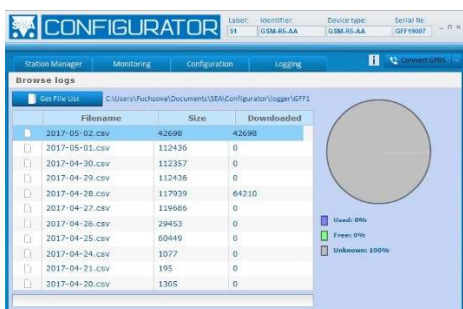 SEA CONFIGURATOR
Label: Identifier: Device type: Serial Nr:
51 GSM-R5-AA GSM-R5-AA GFF19007
Station Manager Monitoring Configuration Logging i Connect GPRS
Browse logs
Get File List C:\Users\Fuchsova\Documents\SEA\Configurator\logger\GFF1
Filename Size Downloaded
2017-05-02.csv 42698 42698
2017-05-01.csv 112436 0
2017-04-30.csv 112357 0
2017-04-29.csv 112436 0
2017-04-28.csv 117939 64210
2017-04-27.csv 119686 0
2017-04-26.csv 29453 0
2017-04-25.csv 60449 0
2017-04-24.csv 1077 0
2017-04-21.csv 195 0
2017-04-20.csv 1305 0
Used: 0%
Free: 0%
Unknown: 100%